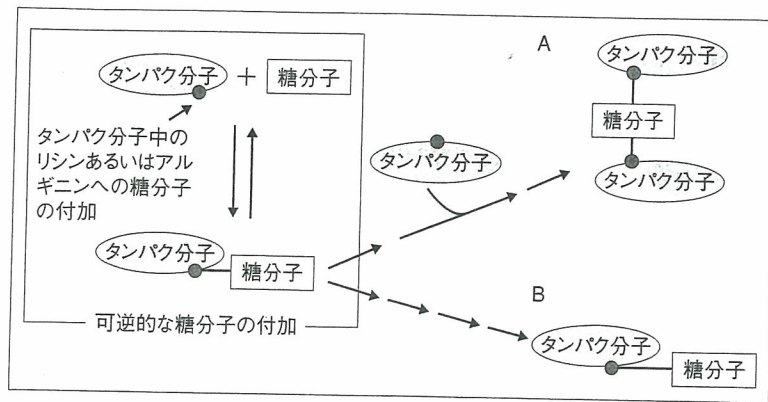 タンパク分子 + 糖分子
タンパク分子中の
リシンあるいはアル
ギニンへの糖分子
の付加
タンパク分子
糖分子
可逆的な糖分子の付加
タンパク分子
A
タンパク分子
糖分子
タンパク分子
B
タンパク分子
糖分子